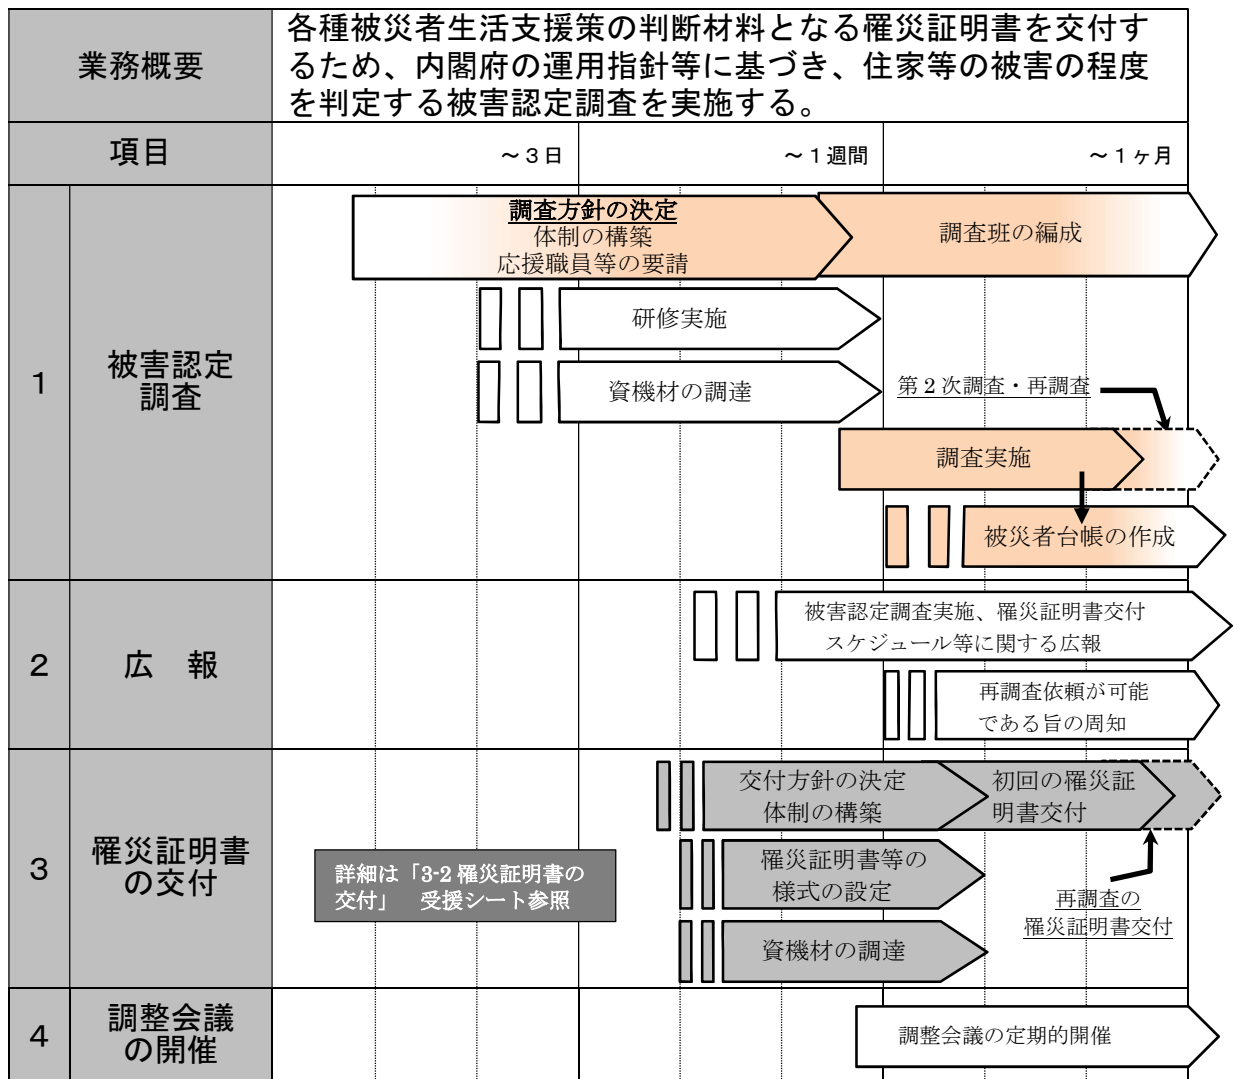 業務概要
各種被災者生活支援策の判断材料となる罹災証明書を交付す
るため、内閣府の運用指針等に基づき、住家等の被害の程度
を判定する被害認定調査を実施する。
項目
～3日
～1週間
～1ヶ月
1
被害認定
調査
調査方針の決定
体制の構築
応援職員等の要請
調査班の編成
研修実施
資機材の調達
第2次調査・再調査
調査実施
被災者台帳の作成
2
広 報
被害認定調査実施、罹災証明書交付
スケジュール等に関する広報
再調査依頼が可能
である旨の周知
3
罹災証明書
の交付
交付方針の決定
体制の構築
初回の罹災証
明書交付
詳細は「3-2 罹災証明書の
交付」 受援シート参照
罹災証明書等の
様式の設定
再調査の
罹災証明書交付
資機材の調達
4
調整会議
の開催
調整会議の定期的開催